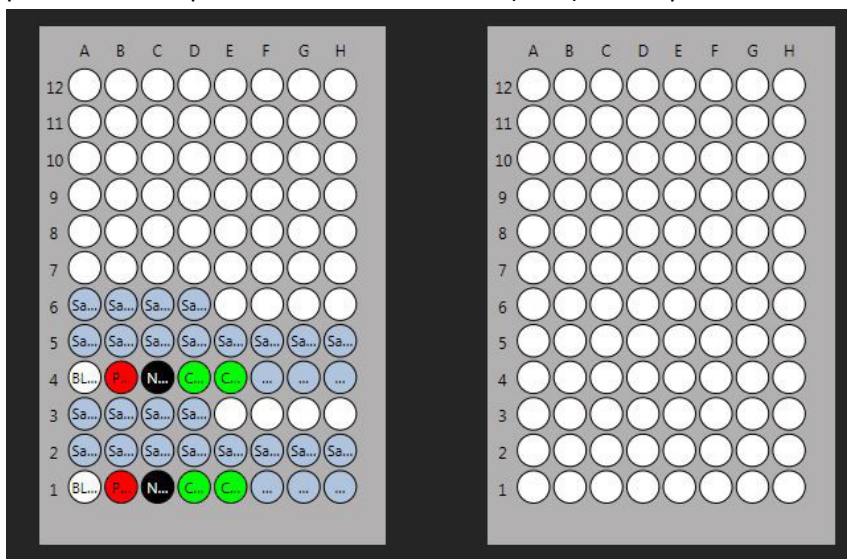 A B C D E F G H A B C D E F G H
12 12
11 11
10 10
9 9
8 8
7 7
6 Sa... Sa... Sa... Sa... 6
5 Sa... Sa... Sa... Sa... Sa... Sa... Sa... Sa... 5
4 BL... P... N... C... C... ... ... ... 4
3 Sa... Sa... Sa... Sa... 3
2 Sa... Sa... Sa... Sa... Sa... Sa... Sa... Sa... 2
1 BL... P... N... C... C... ... ... ... 1